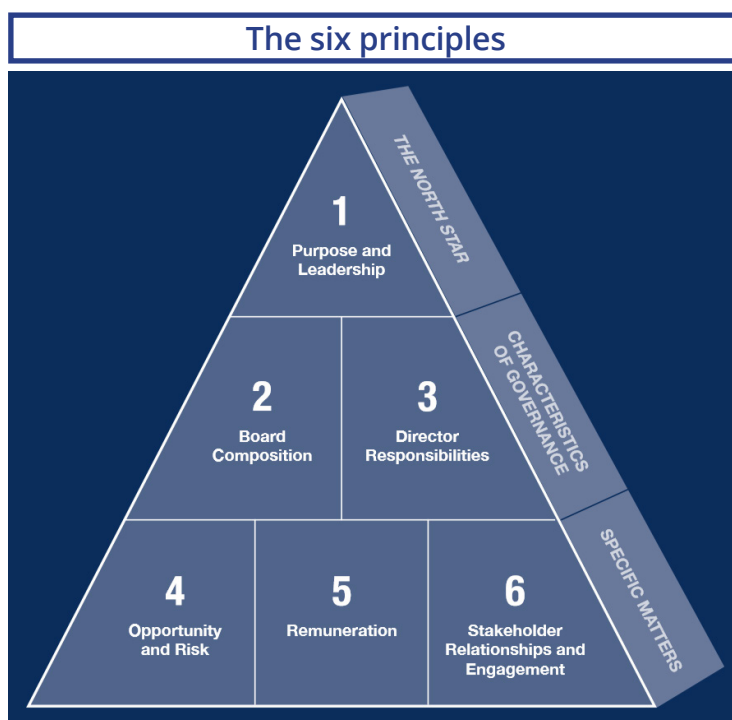 The six principles
THE NORTH STAR
1
Purpose and
Leadership
CHARACTERISTICS
OF GOVERNANCE
2
Board
Composition
3
Director
Responsibilities
SPECIFIC MATTERS
4
Opportunity
and Risk
5
Remuneration
6
Stakeholder
Relationships and
Engagement